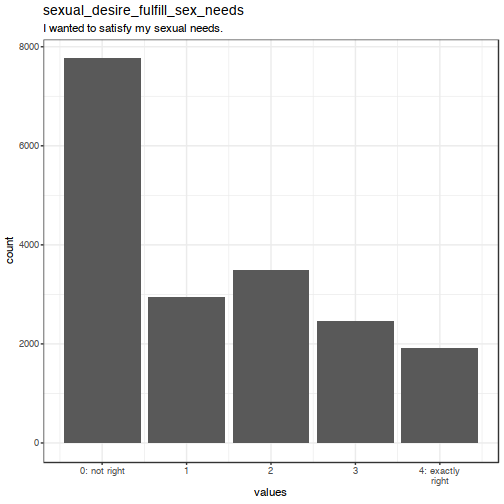 sexual_desire_fulfill_sex_needs
I wanted to satisfy my sexual needs.
count
8000
6000
4000
2000
0
0: not right
1
2
3
4: exactly
right
values